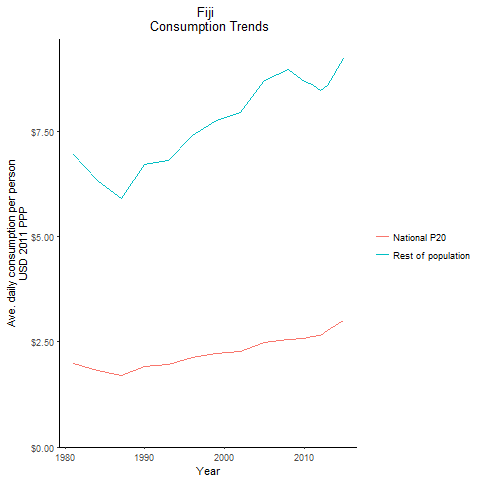 Fiji
Consumption Trends
Ave. daily consumption per person
USD 2011 PPP
$7.50
$5.00
$2.50
$0.00
1980
1990
2000
2010
Year
National P20
Rest of population